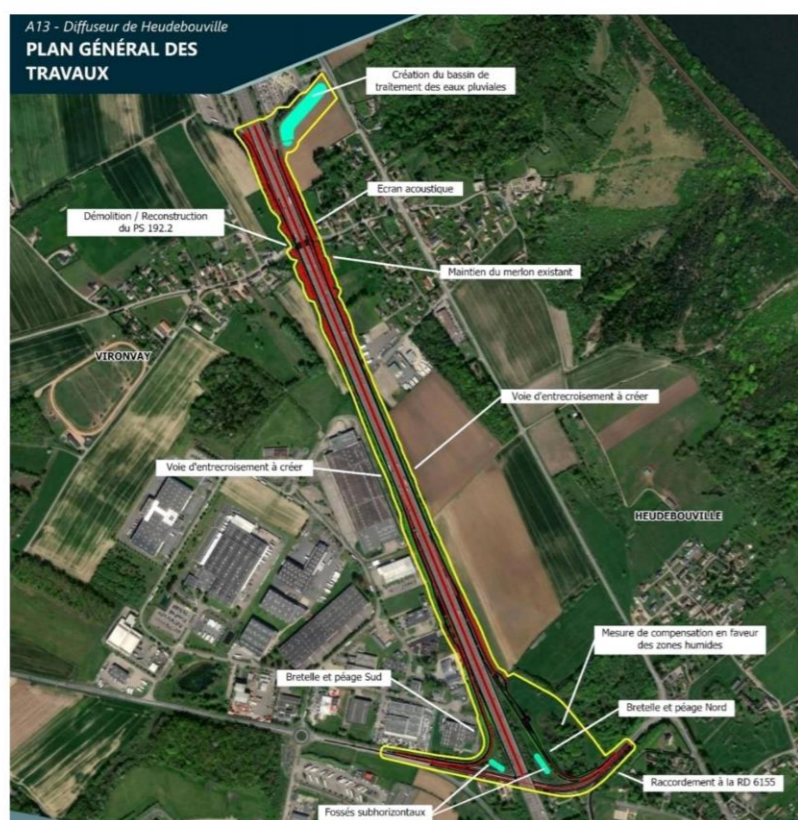 A13 - Diffuseur de Heudebouville
PLAN GÉNÉRAL DES
TRAVAUX
Création du bassin de
traitement des eaux pluviales
Ecran acoustique
Démolition / Reconstruction
du PS 192.2
Maintien du merlon existant
VIRONVAY
Voie d'entrecroisement à créer
Voie d'entrecroisement à créer
HEUDEBOUVILLE
Mesure de compensation en faveur
des zones humides
Bretelle et péage Sud
Bretelle et péage Nord
Raccordement à la RD 6155
Fossés subhorizontaux